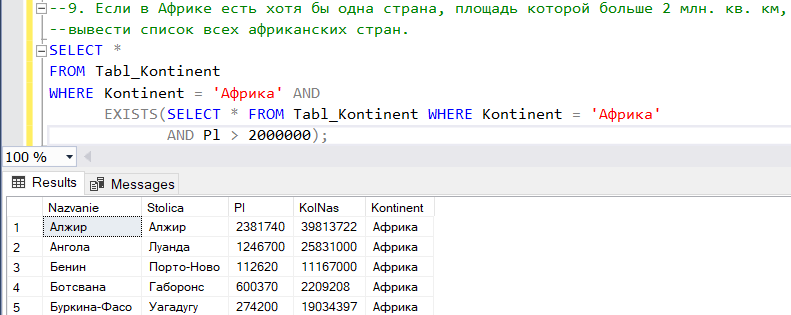 --9. Если в Африке есть хотя бы одна страна, площадь которой больше 2 млн. кв. км,
--вывести список всех африканских стран.
SELECT *
FROM Tabl_Kontinent
WHERE Kontinent = 'Африка' AND
EXISTS(SELECT * FROM Tabl_Kontinent WHERE Kontinent = 'Африка'
AND Pl > 2000000);
100 %
Results Messages
Nazvanie Stolica Pl KolNas Kontinent
1 Алжир Алжир 2381740 39813722 Африка
2 Ангола Луанда 1246700 25831000 Африка
3 Бенин Порто-Ново 112620 11167000 Африка
4 Ботсвана Габоронс 600370 2209208 Африка
5 Буркина-Фасо Уагадугу 274200 19034397 Африка